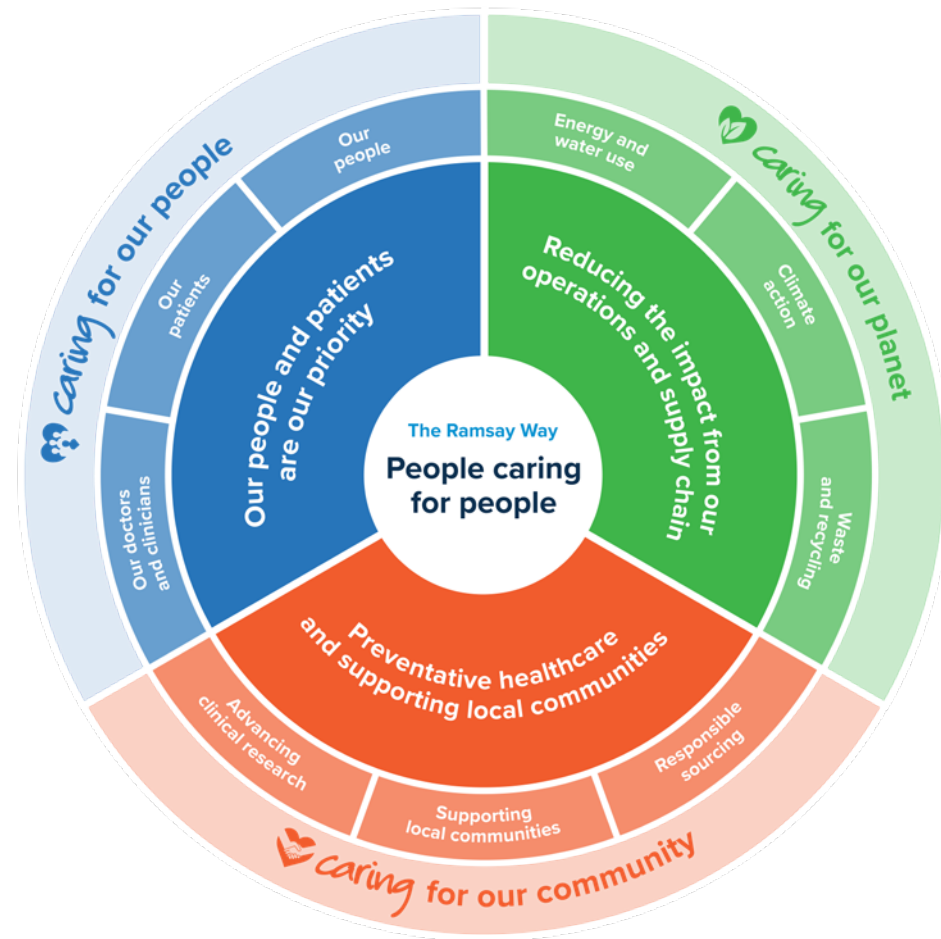 The Ramsay Way
People caring
for people
caring for our people
Our
people
Our
patients
Our doctors
and clinicians
Our people and patients
are our priority
caring for our planet
Energy and
water use
Climate
action
Waste
and recycling
Reducing the impact from our
operations and supply chain
Preventative healthcare
and supporting local communities
Advancing
clinical research
Supporting
local communities
Responsible
sourcing
caring for our community